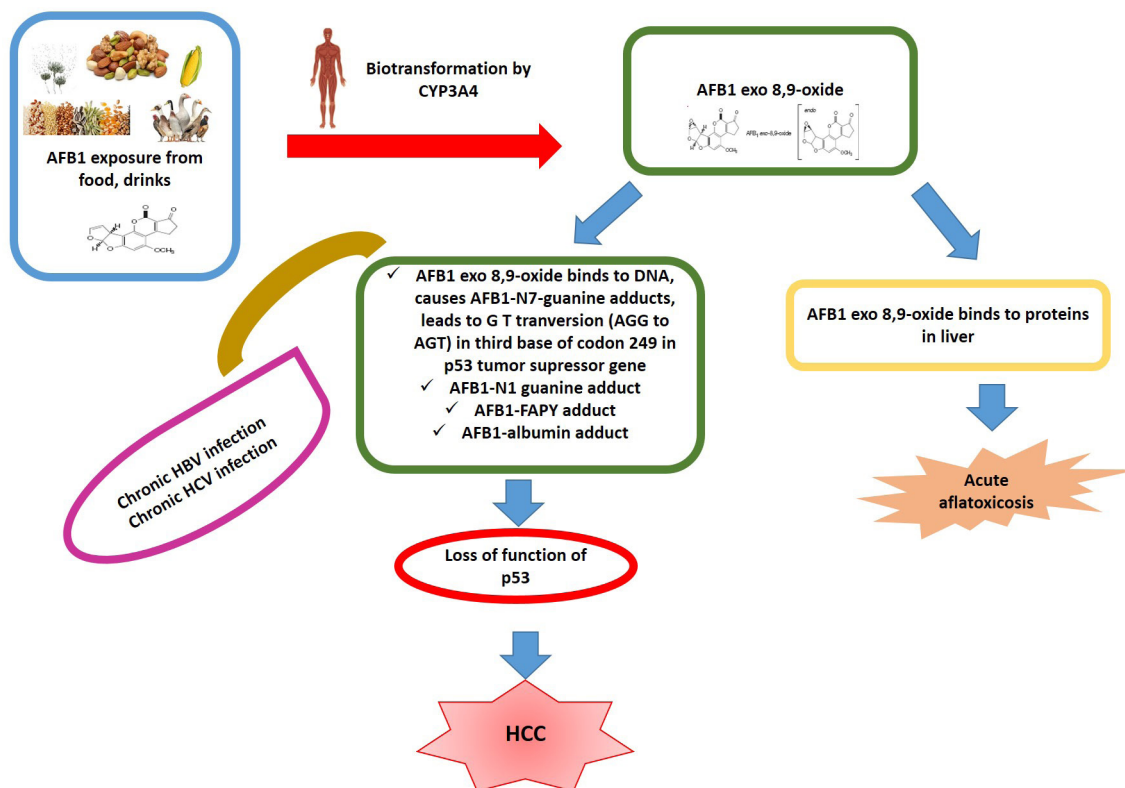 AFB1 exposure from
food, drinks
O
O
H
O
O
H
OCH₃
Biotransformation by
CYP3A4
AFB1 exo 8,9-oxide
AFB₁ exo-8,9-oxide
endo
OCH₃
OCH₃
✓ AFB1 exo 8,9-oxide binds to DNA,
causes AFB1-N7-guanine adducts,
leads to G T tranversion (AGG to
AGT) in third base of codon 249 in
p53 tumor supressor gene
✓ AFB1-N1 guanine adduct
✓ AFB1-FAPY adduct
✓ AFB1-albumin adduct
AFB1 exo 8,9-oxide binds to proteins
in liver
Chronic HBV infection
Chronic HCV infection
Acute
aflatoxicosis
Loss of function of
p53
HCC